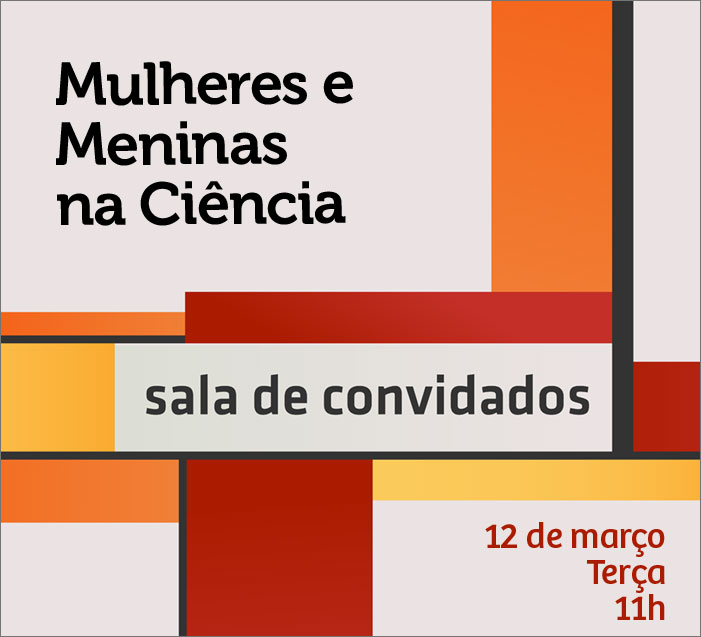 Mulheres e
Meninas
na Ciência
sala de convidados
12 de março
Terça
11h